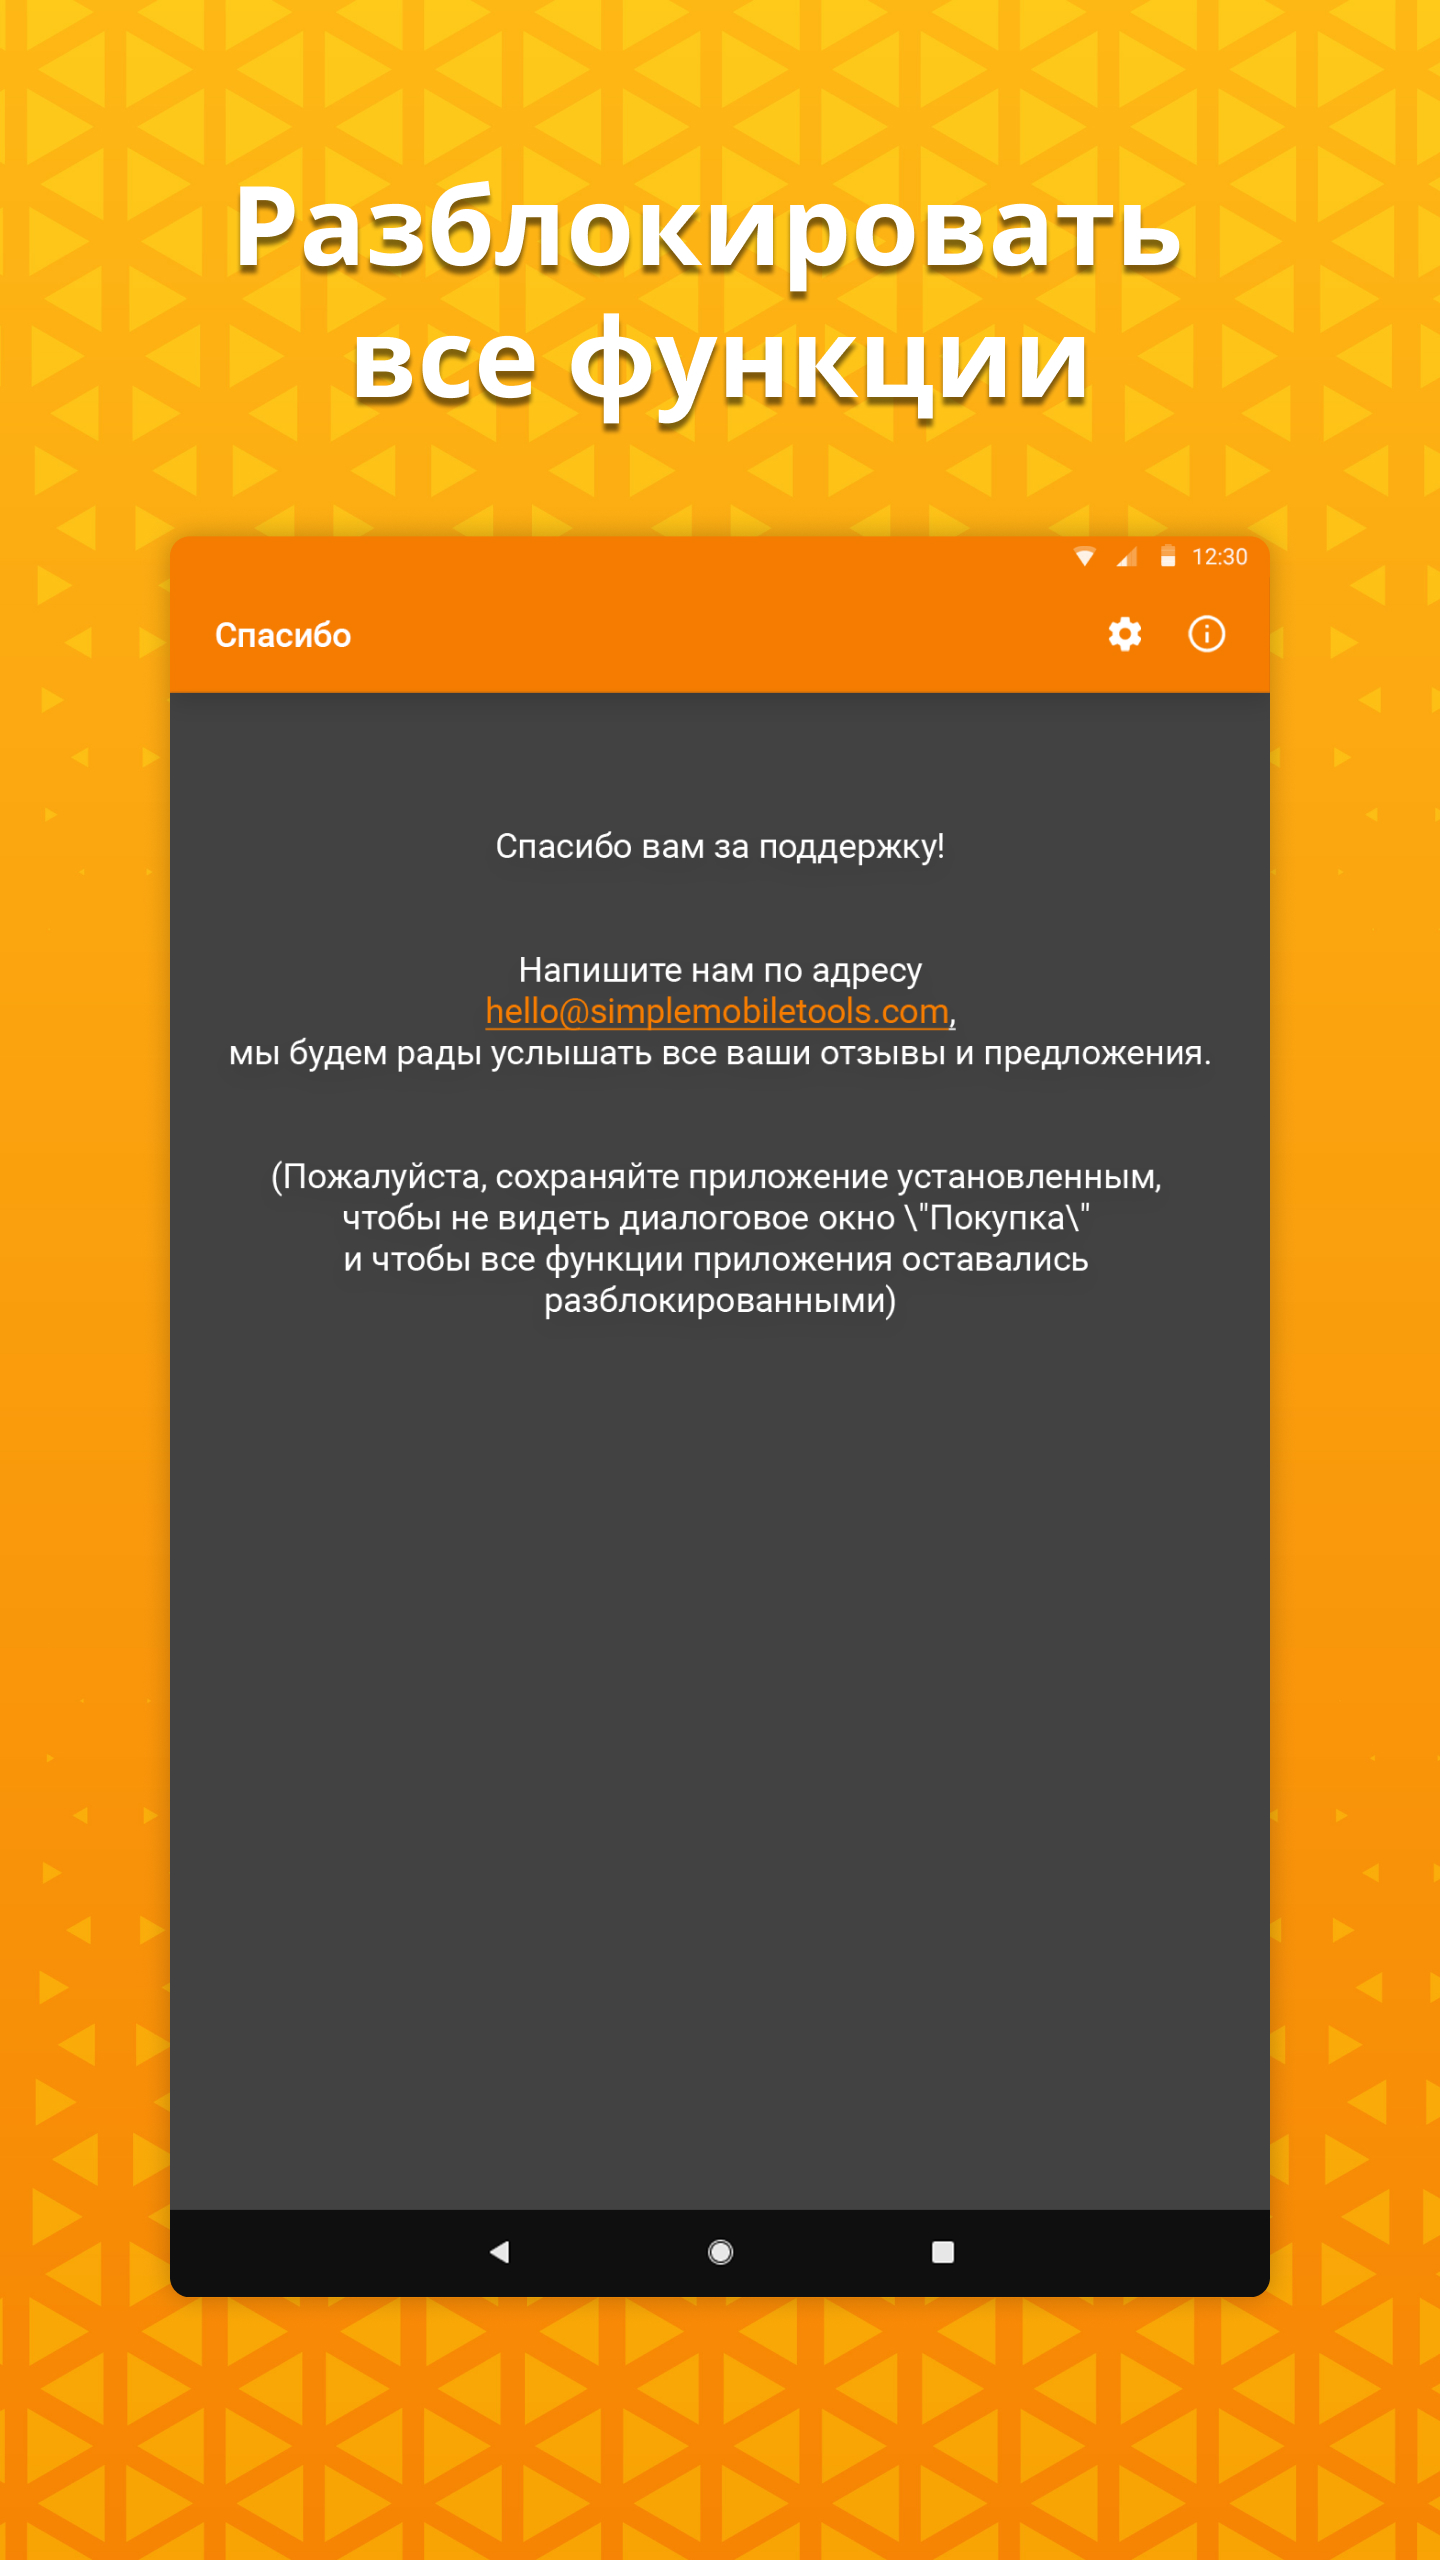 Разблокировать
все функции
12:30
Спасибо
Спасибо вам за поддержку!
Напишите нам по адресу
hello@simplemobiletools.com,
мы будем рады услышать все ваши отзывы и предложения.
(Пожалуйста, сохраняйте приложение установленным,
чтобы не видеть диалоговое окно \"Покупка\"
и чтобы все функции приложения оставались
разблокированными)